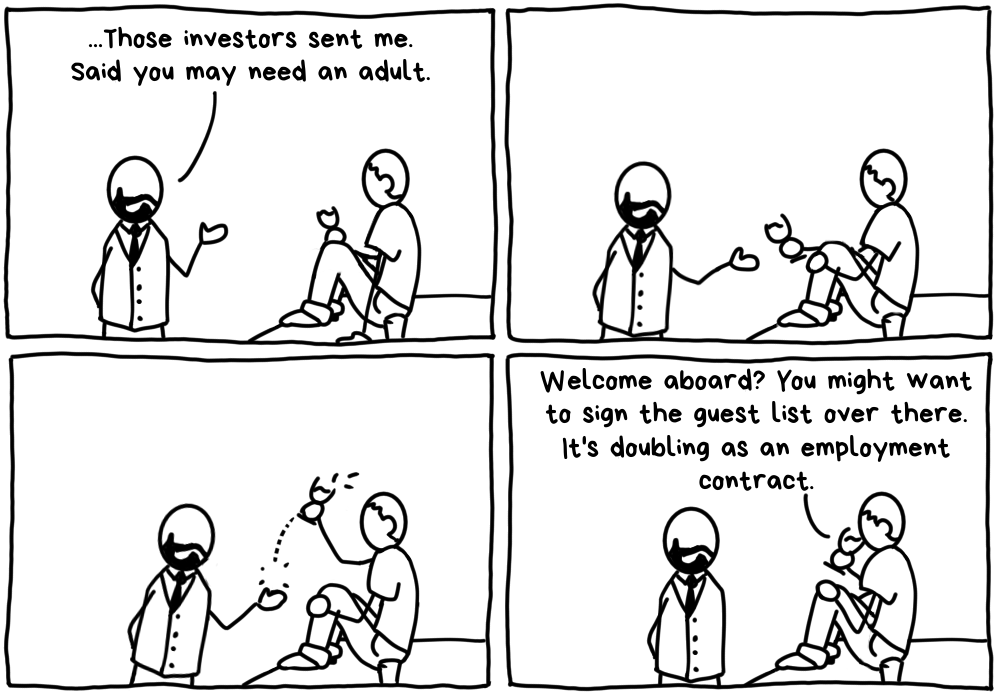 ...Those investors sent me.
Said you may need an adult.
Welcome aboard? You might want
to sign the guest list over there.
It's doubling as an employment
contract.